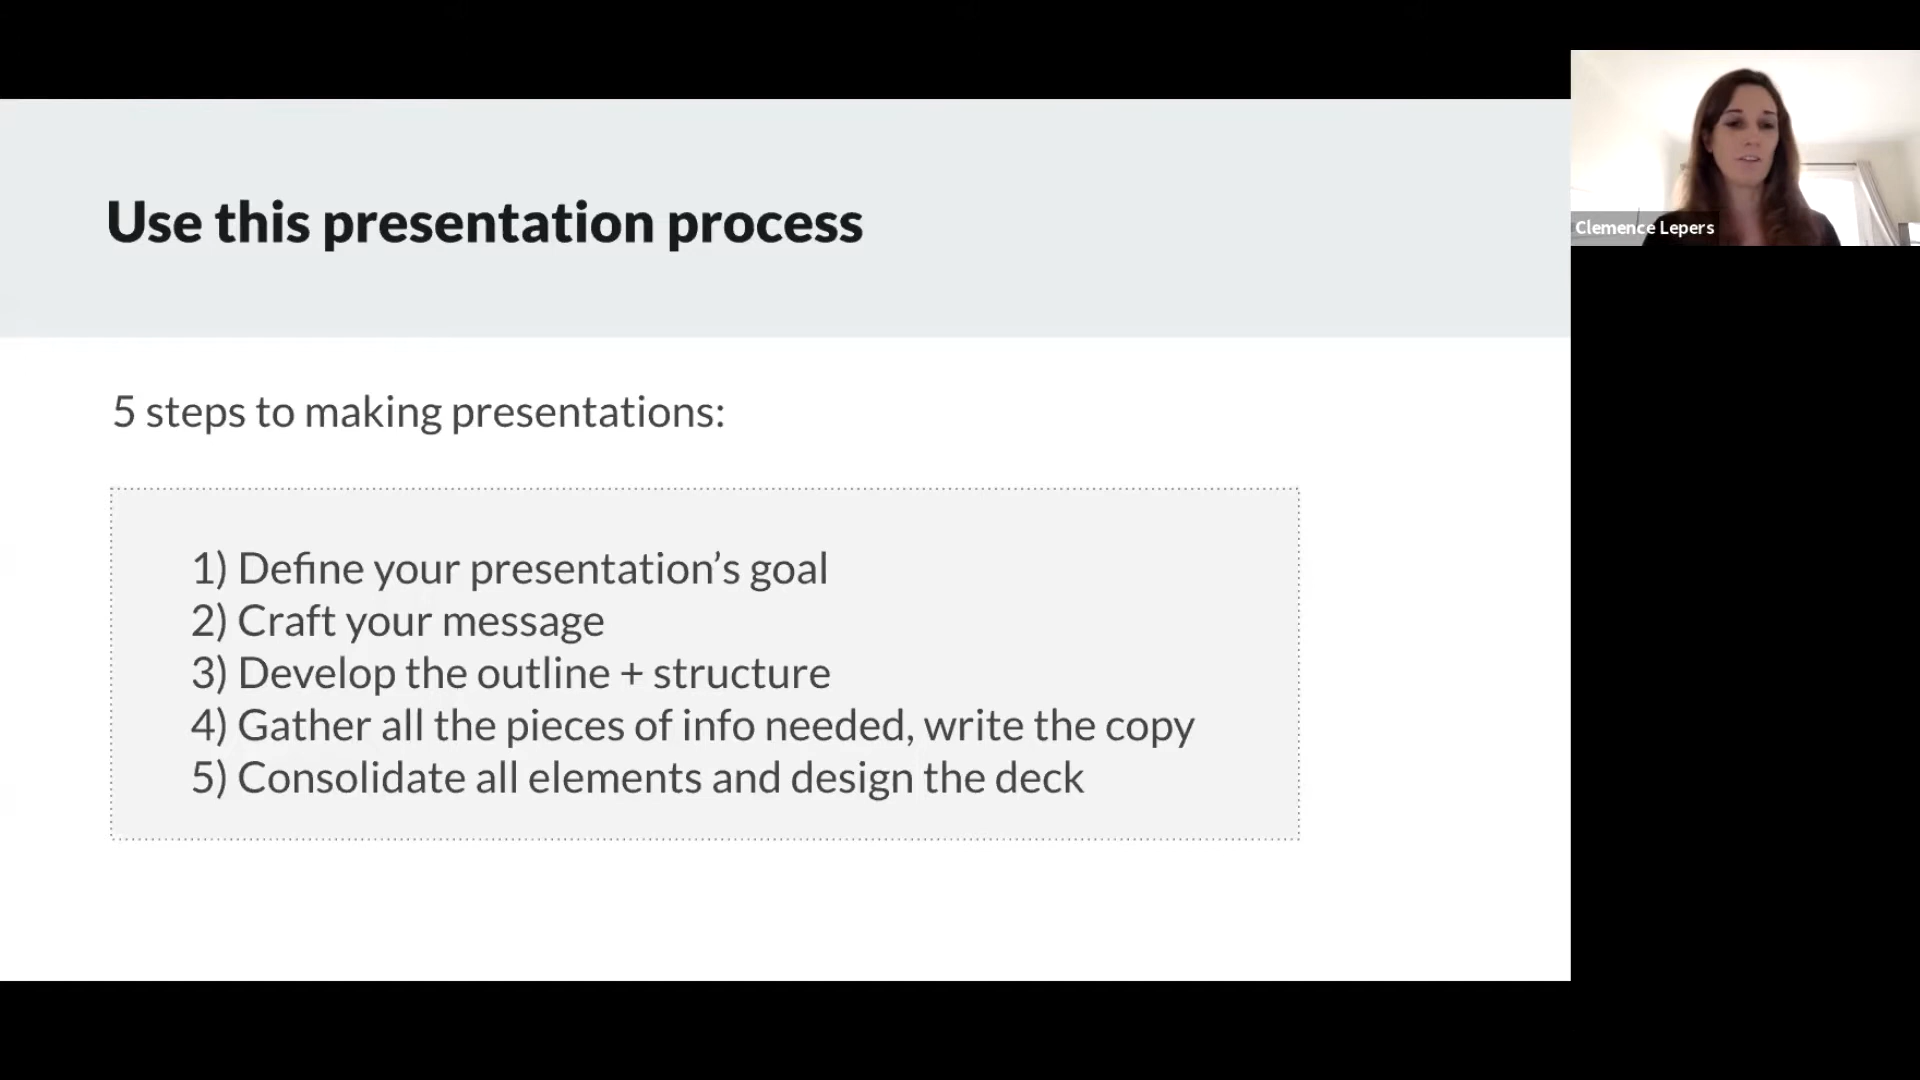 Use this presentation process
Clemence Lepers
5 steps to making presentations:
1) Define your presentation’s goal
2) Craft your message
3) Develop the outline + structure
4) Gather all the pieces of info needed, write the copy
5) Consolidate all elements and design the deck